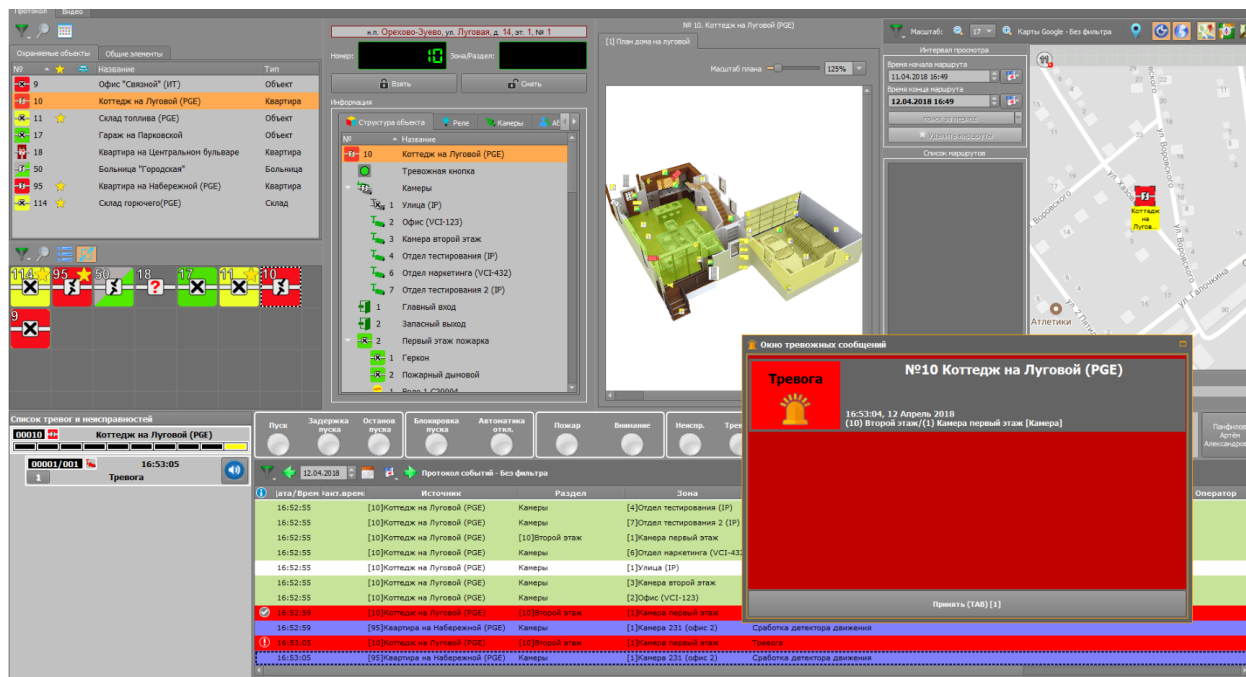 Протокол Видео
Охраняемые объекты Общие элементы
№ Название Тип
9 Офис "Связной" (ИТ) Объект
10 Коттедж на Луговой (PGE) Квартира
11 Склад топлива (PGE) Объект
17 Гараж на Парковской Объект
18 Квартира на Центральном бульваре Квартира
50 Больница "Городская" Больница
95 Квартира на Набережной (PGE) Квартира
114 Склад горючего(PGE) Склад
114 95 50 18 17 11 10
9
н.п. Орехово-Зуево, ул. Луговая, д. 14, эт. 1, № 1
Номер: 10 Зона/Раздел:
Взять Снять
Информация
Структура объекта Реле Камеры
№ Название
10 Коттедж на Луговой (PGE)
Тревожная кнопка
Камеры
1 Улица (IP)
2 Офис (VCI-123)
3 Камера второй этаж
4 Отдел тестирования (IP)
6 Отдел маркетинга (VCI-432)
7 Отдел тестирования 2 (IP)
1 Главный вход
2 Запасный выход
2 Первый этаж пожарка
1 Геркон
2 Пожарный дымовой
1 Реле 1 С20004
№ 10. Коттедж на Луговой (PGE)
[1] План дома на луговой
Масштаб плана 125%
Масштаб: 17 Карты Google - Без фильтра
Интервал просмотра
Время начала маршрута
11.04.2018 16:49
Время конца маршрута
12.04.2018 16:49
поиск за период
Удалить маршруты
Список маршрутов
ул. Воровского
Воровского
Коттедж
на
Лугов...
ул. Галочкина
Атлетики
Окно тревожных сообщений
Тревога
№10 Коттедж на Луговой (PGE)
16:53:04, 12 Апрель 2018
(10) Второй этаж/(1) Камера первый этаж [Камера]
Принять (TAB) [1]
Список тревог и неисправностей
00010 Коттедж на Луговой (PGE)
00001/001 16:53:05
1 Тревога
Пуск Задержка пуска Останов пуска Блокировка пуска Автоматика откл. Пожар Внимание Неиспр.
Панфилов
Артём
12.04.2018 Протокол событий - Без фильтра
Источник Раздел Зона Оператор
16:52:55 [10]Коттедж на Луговой (PGE) Камеры [4]Отдел тестирования (IP)
16:52:55 [10]Коттедж на Луговой (PGE) Камеры [7]Отдел тестирования 2 (IP)
16:52:55 [10]Коттедж на Луговой (PGE) [10]Второй этаж [1]Камера первый этаж
16:52:55 [10]Коттедж на Луговой (PGE) Камеры [6]Отдел маркетинга (VCI-432
16:52:55 [10]Коттедж на Луговой (PGE) Камеры [1]Улица (IP)
16:52:55 [10]Коттедж на Луговой (PGE) Камеры [3]Камера второй этаж
16:52:55 [10]Коттедж на Луговой (PGE) Камеры [2]Офис (VCI-123)
16:52:59 [10]Коттедж на Луговой (PGE) [10]Второй этаж [1]Камера первый этаж
16:52:59 [95]Квартира на Набережной (PGE) Камеры [1]Камера 231 (офис 2) Сработка детектора движения
16:53:05 [10]Коттедж на Луговой (PGE) [10]Второй этаж [1]Камера первый этаж Тревога
16:53:05 [95]Квартира на Набережной (PGE) Камеры [1]Камера 231 (офис 2) Сработка детектора движения